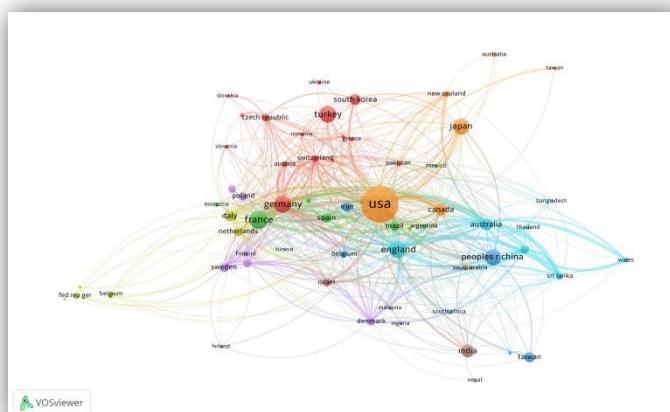 australia
taiwan
ukraine
slovakia
new zealand
south korea
turkey
czech republic
japan
romania
greece
slovenia
switzerland
austria
pakistan
mexico
poland
usa
morocco
germany
iran
bangladesh
canada
italy
france
spain
brazil
argentina
australia
thailand
netherlands
england
finland
russia
belgium
peoples r china
sweden
saudi arabia
sri lanka
wales
israel
fed rep ger
belgium
malaysia
south africa
denmark
nigeria
finland
india
taiwan
nepal
VOSviewer